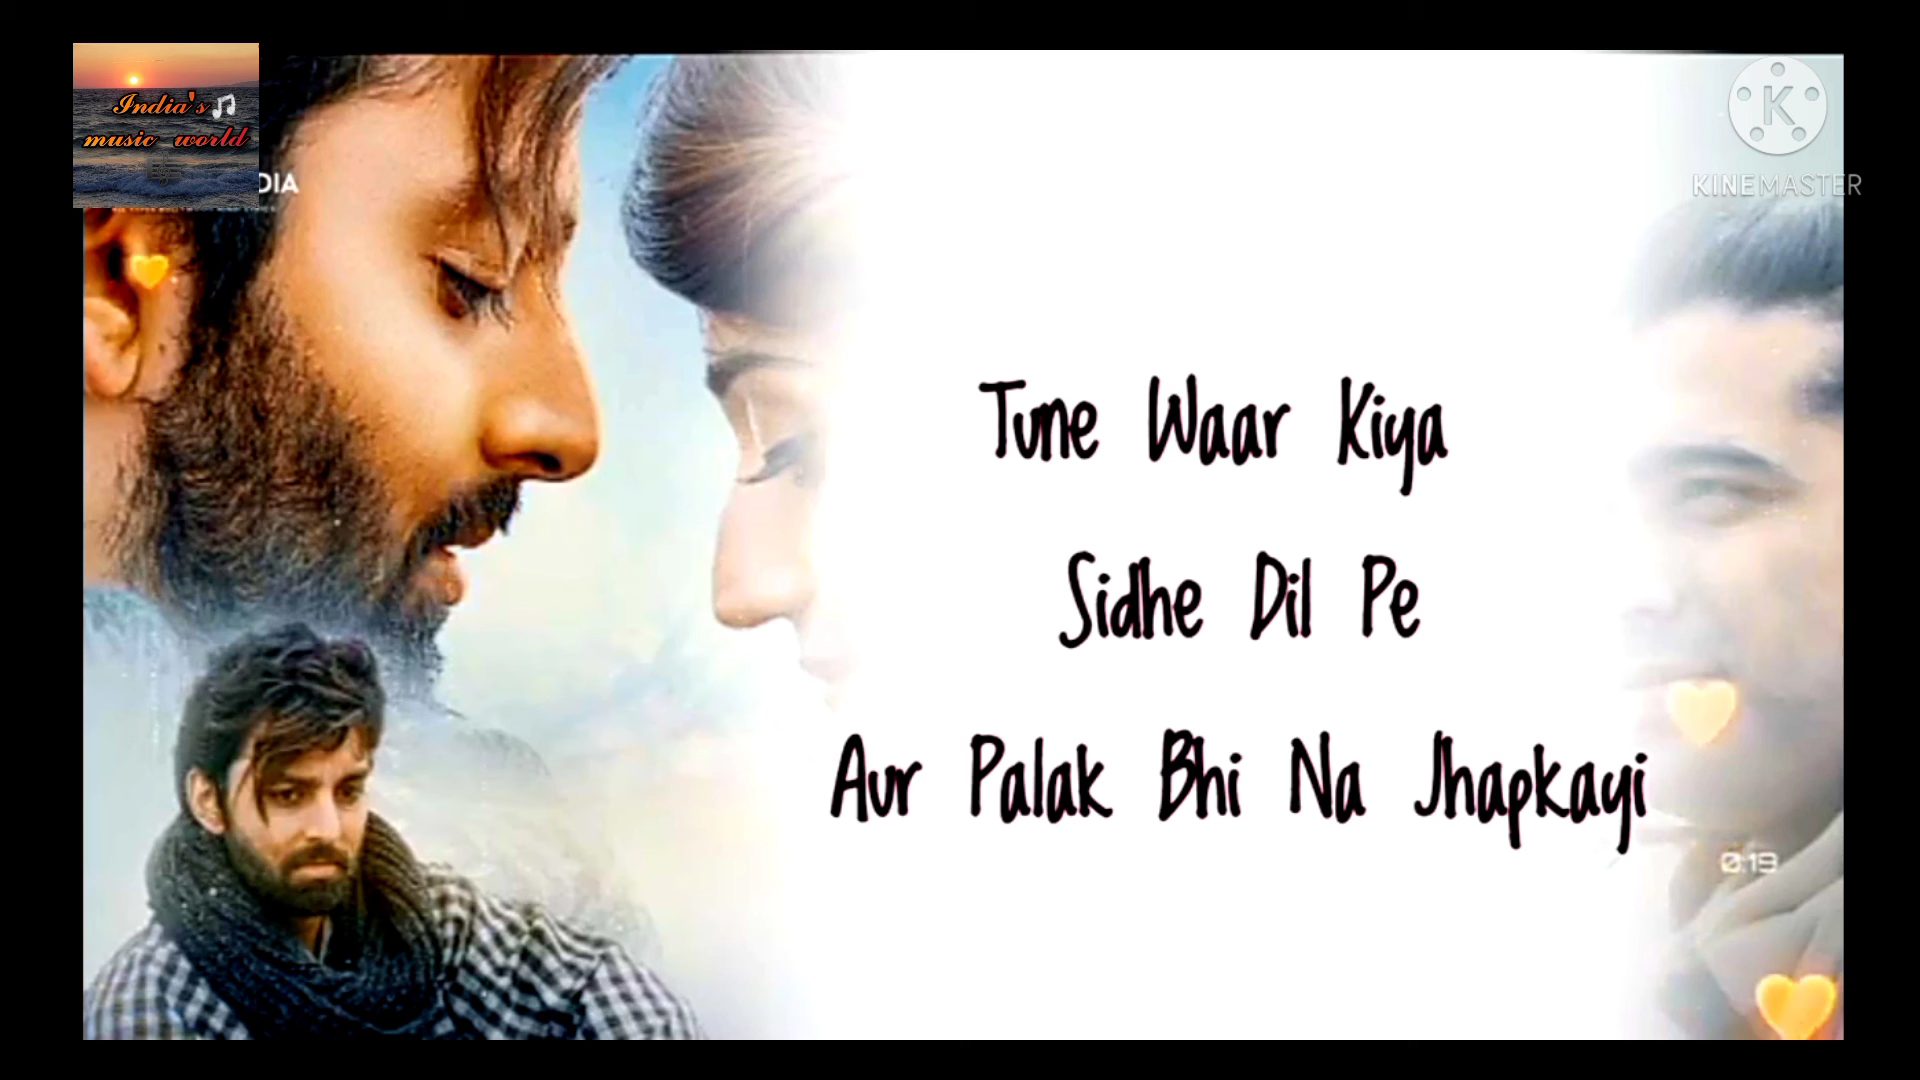 India's
music world
DIA
KINEMASTER
Tune Waar Kiya
Sidhe Dil Pe
Aur Palak Bhi Na Jhapkayi
0:19